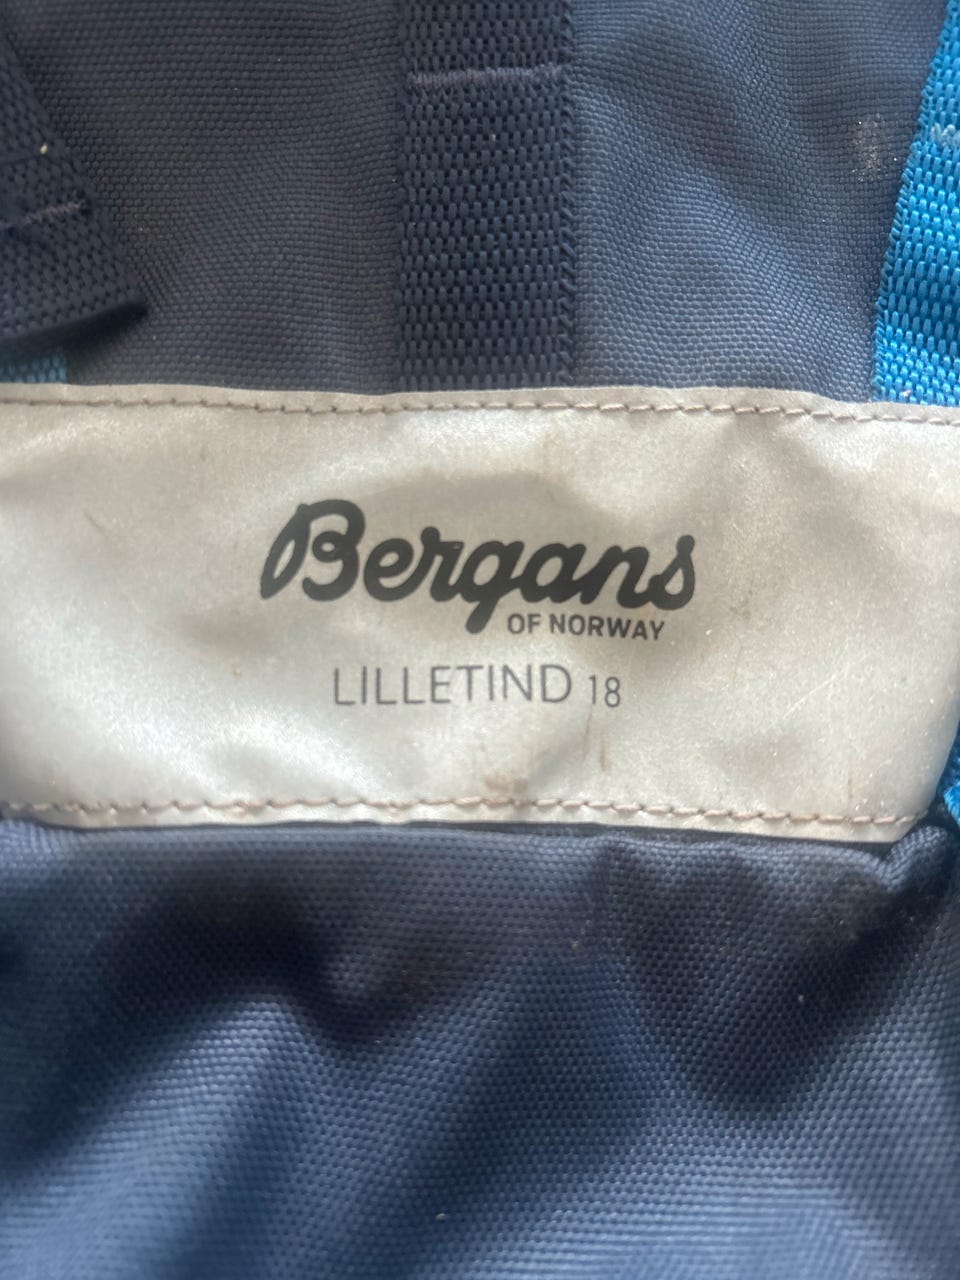 Bergans
OF NORWAY
LILLETIND 18